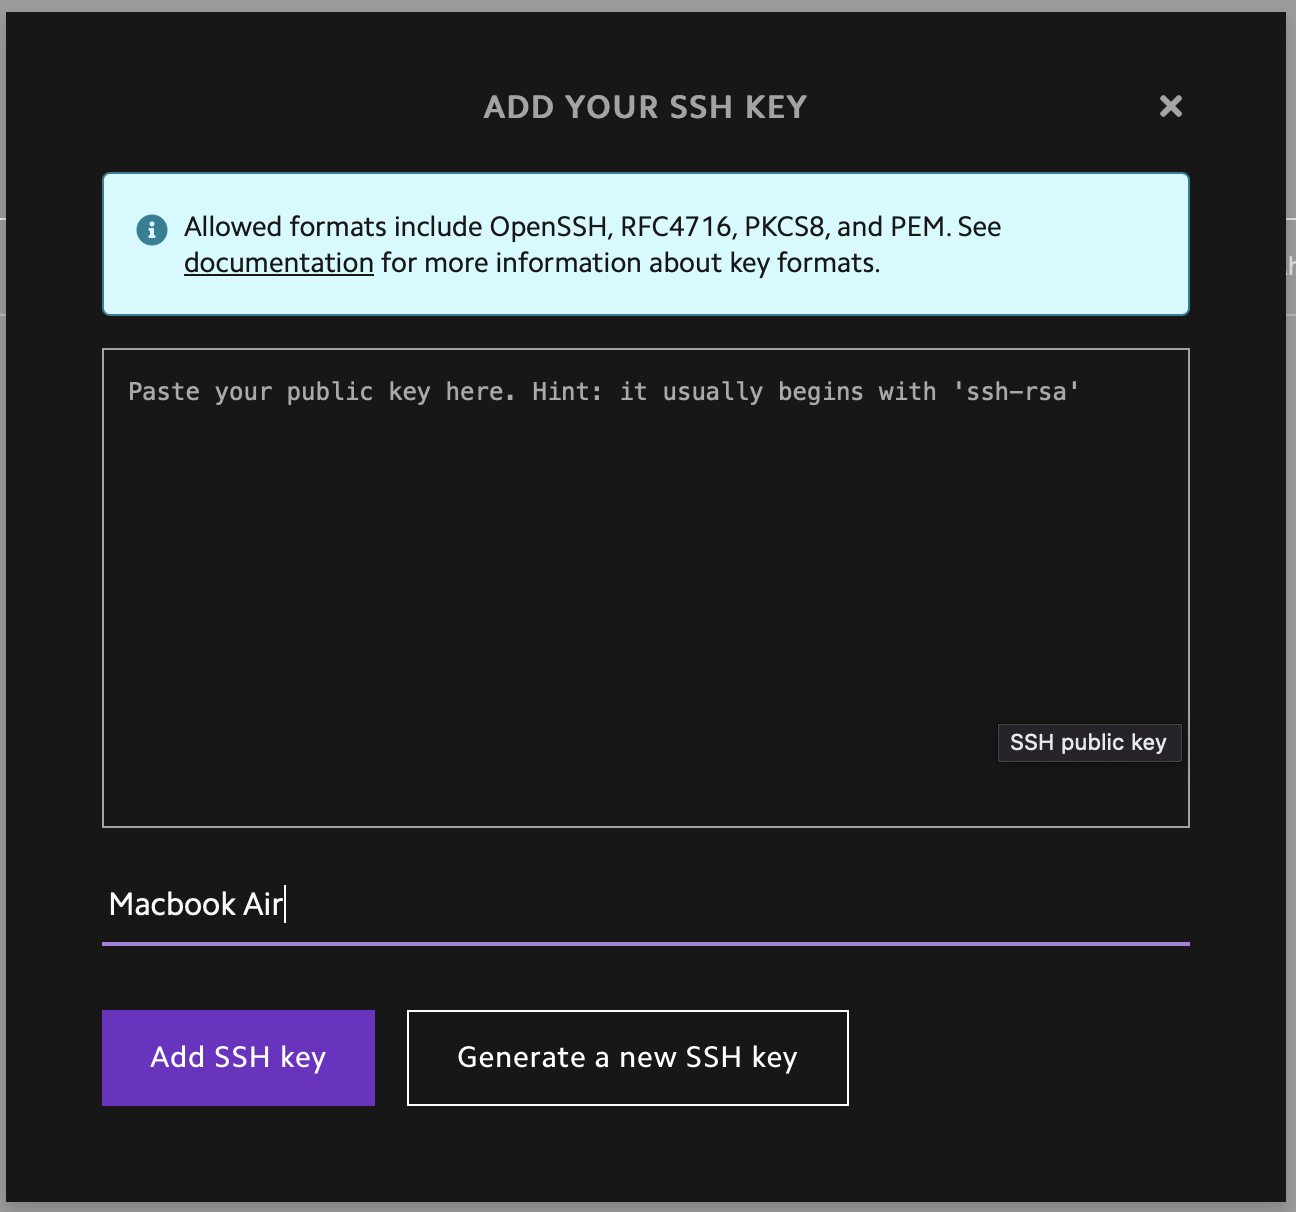 ADD YOUR SSH KEY
Allowed formats include OpenSSH, RFC4716, PKCS8, and PEM. See
documentation for more information about key formats.
Paste your public key here. Hint: it usually begins with 'ssh-rsa'
SSH public key
Macbook Air
Add SSH key
Generate a new SSH key